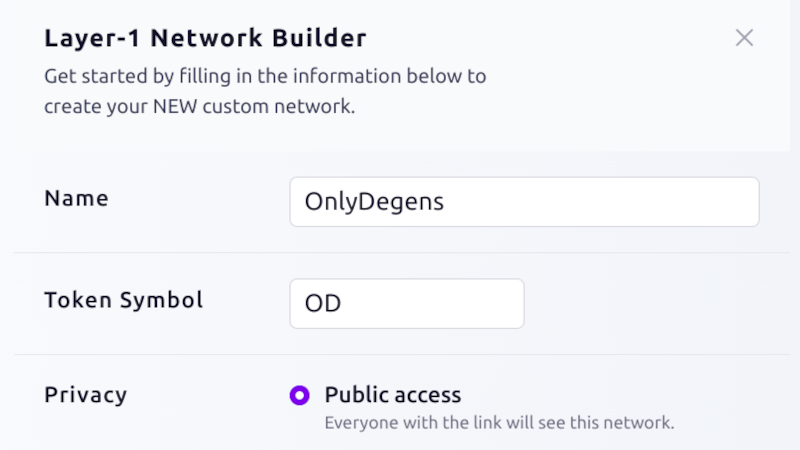 Layer-1 Network Builder
Get started by filling in the information below to
create your NEW custom network.
Name
OnlyDegens
Token Symbol
OD
Privacy
Public access
Everyone with the link will see this network.